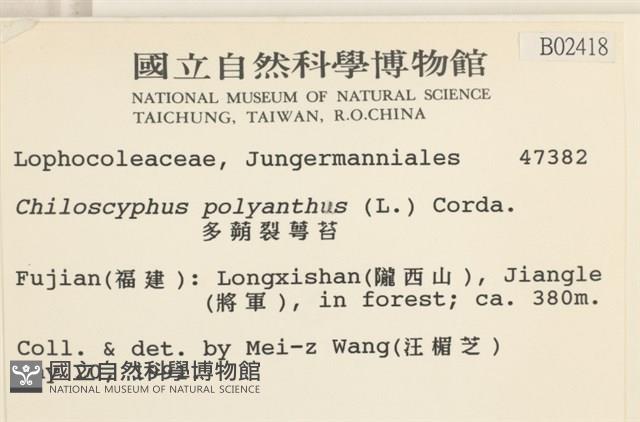 B02418
國立自然科學博物館
NATIONAL MUSEUM OF NATURAL SCIENCE
TAICHUNG, TAIWAN, R.O.CHINA
Lophocoleaceae, Jungermanniales 47382
Chiloscyphus polyanthus (L.) Corda.
多蒴裂萼苔
Fujian(福建): Longxishan(隴西山), Jiangle
(將軍), in forest; ca. 380m.
Coll. & det. by Mei-z Wang(汪楣芝)
國立自然科學博物館
NATIONAL MUSEUM OF NATURAL SCIENCE